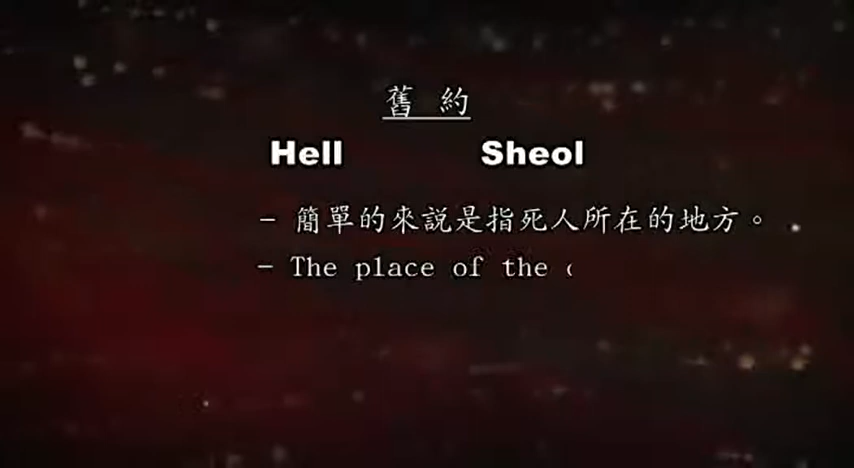 舊約
Hell Sheol
- 簡單的來說是指死人所在的地方。
- The place of the